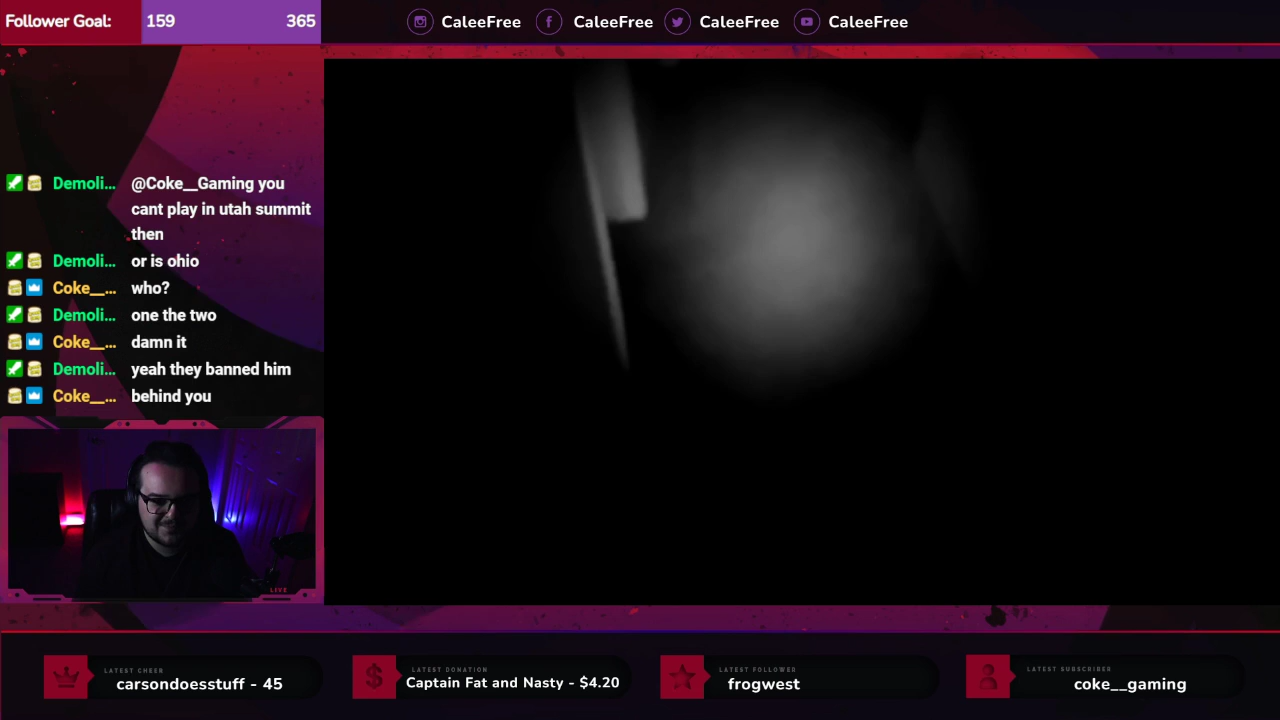 Follower Goal: 159 365
CaleeFree CaleeFree CaleeFree CaleeFree
Demoli... @Coke__Gaming you
cant play in utah summit
then
Demoli... or is ohio
Coke__... who?
Demoli... one the two
Coke__... damn it
Demoli... yeah they banned him
Coke__... behind you
LIVE
LATEST CHEER
carsondoesstuff - 45
LATEST DONATION
Captain Fat and Nasty - $4.20
LATEST FOLLOWER
frogwest
LATEST SUBSCRIBER
coke__gaming